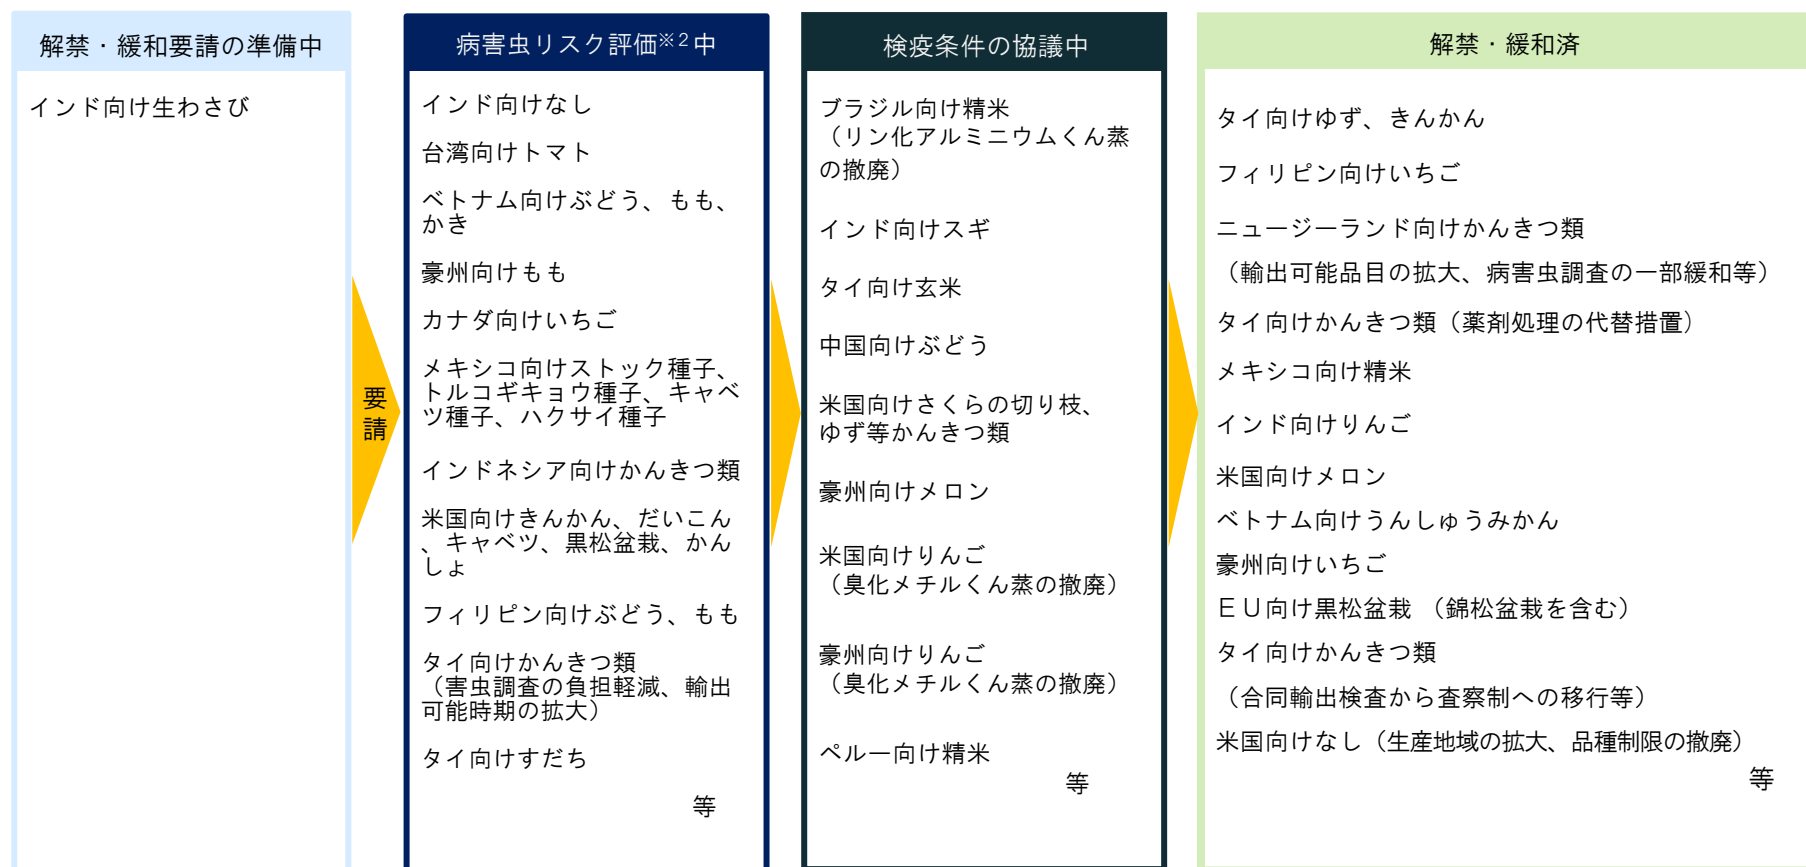 解禁・緩和要請の準備中
インド向け生わさび
要
請
病害虫リスク評価※2中
インド向けなし
台湾向けトマト
ベトナム向けぶどう、もも、
かき
豪州向けもも
カナダ向けいちご
メキシコ向けストック種子、
トルコギキョウ種子、キャベ
ツ種子、ハクサイ種子
インドネシア向けかんきつ類
米国向けきんかん、だいこん
、キャベツ、黒松盆栽、かん
しょ
フィリピン向けぶどう、もも
タイ向けかんきつ類
（害虫調査の負担軽減、輸出
可能時期の拡大）
タイ向けすだち
等
検疫条件の協議中
ブラジル向け精米
（リン化アルミニウムくん蒸
の撤廃）
インド向けスギ
タイ向け玄米
中国向けぶどう
米国向けさくらの切り枝、
ゆず等かんきつ類
豪州向けメロン
米国向けりんご
（臭化メチルくん蒸の撤廃）
豪州向けりんご
（臭化メチルくん蒸の撤廃）
ペルー向け精米
等
解禁・緩和済
タイ向けゆず、きんかん
フィリピン向けいちご
ニュージーランド向けかんきつ類
（輸出可能品目の拡大、病害虫調査の一部緩和等）
タイ向けかんきつ類（薬剤処理の代替措置）
メキシコ向け精米
インド向けりんご
米国向けメロン
ベトナム向けうんしゅうみかん
豪州向けいちご
ＥＵ向け黒松盆栽 （錦松盆栽を含む）
タイ向けかんきつ類
（合同輸出検査から査察制への移行等）
米国向けなし（生産地域の拡大、品種制限の撤廃）
等